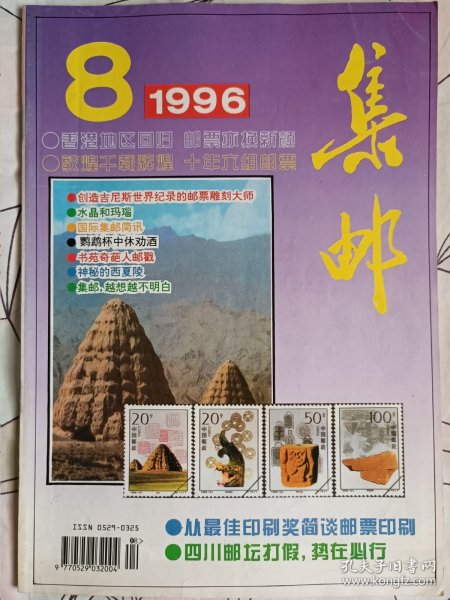 8
1996
集邮
○香港地区回归 邮票亦换新颜
○敦煌千载辉煌 十年六组邮票
●创造吉尼斯世界纪录的邮票雕刻大师
●水晶和玛瑙
●国际集邮简讯
●鹦鹉杯中休劝酒
●书苑奇葩人邮戳
●神秘的西夏陵
●集邮,越想越不明白
20分
中国邮政
20分
中国邮政
50分
中国邮政
100分
中国邮政
ISSN 0529-0325
08>
9 770529 032004
●从最佳印刷奖简谈邮票印刷
●四川邮坛打假,势在必行
孔夫子旧书网